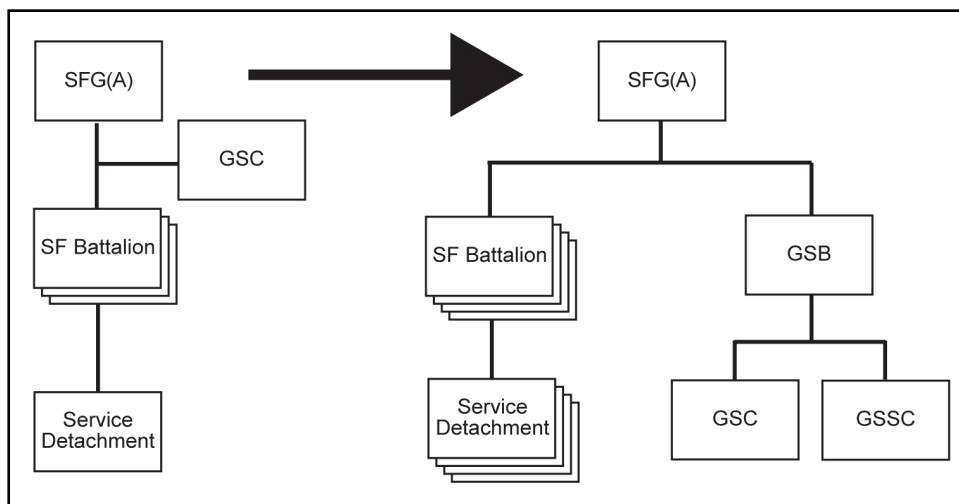 SFG(A)
GSC
SF Battalion
Service
Detachment
SFG(A)
SF Battalion
GSB
Service
Detachment
GSC
GSSC